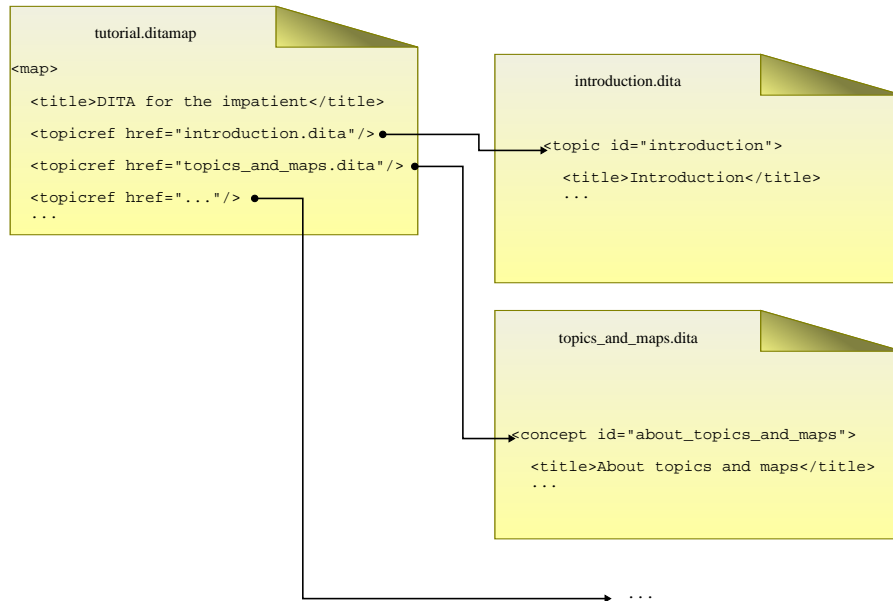 tutorial.ditamap
<map>
<title>DITA for the impatient</title>
<topicref href="introduction.dita"/>
<topicref href="topics_and_maps.dita"/>
<topicref href="..."/>
...
introduction.dita
<topic id="introduction">
<title>Introduction</title>
...
topics_and_maps.dita
<concept id="about_topics_and_maps">
<title>About topics and maps</title>
...
...